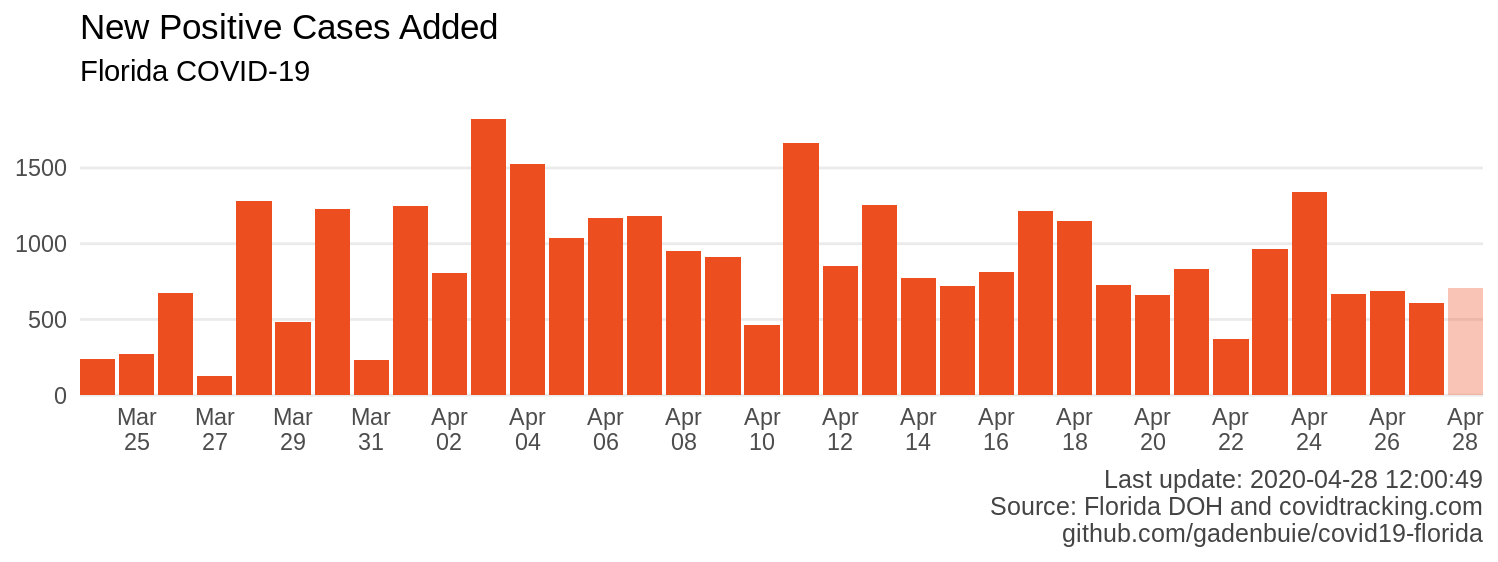 New Positive Cases Added
Florida COVID-19
1500
1000
500
0
Mar Mar Mar Mar Apr Apr Apr Apr Apr Apr Apr Apr Apr Apr Apr Apr Apr Apr
25 27 29 31 02 04 06 08 10 12 14 16 18 20 22 24 26 28
Last update: 2020-04-28 12:00:49
Source: Florida DOH and covidtracking.com
github.com/gadenbuie/covid19-florida